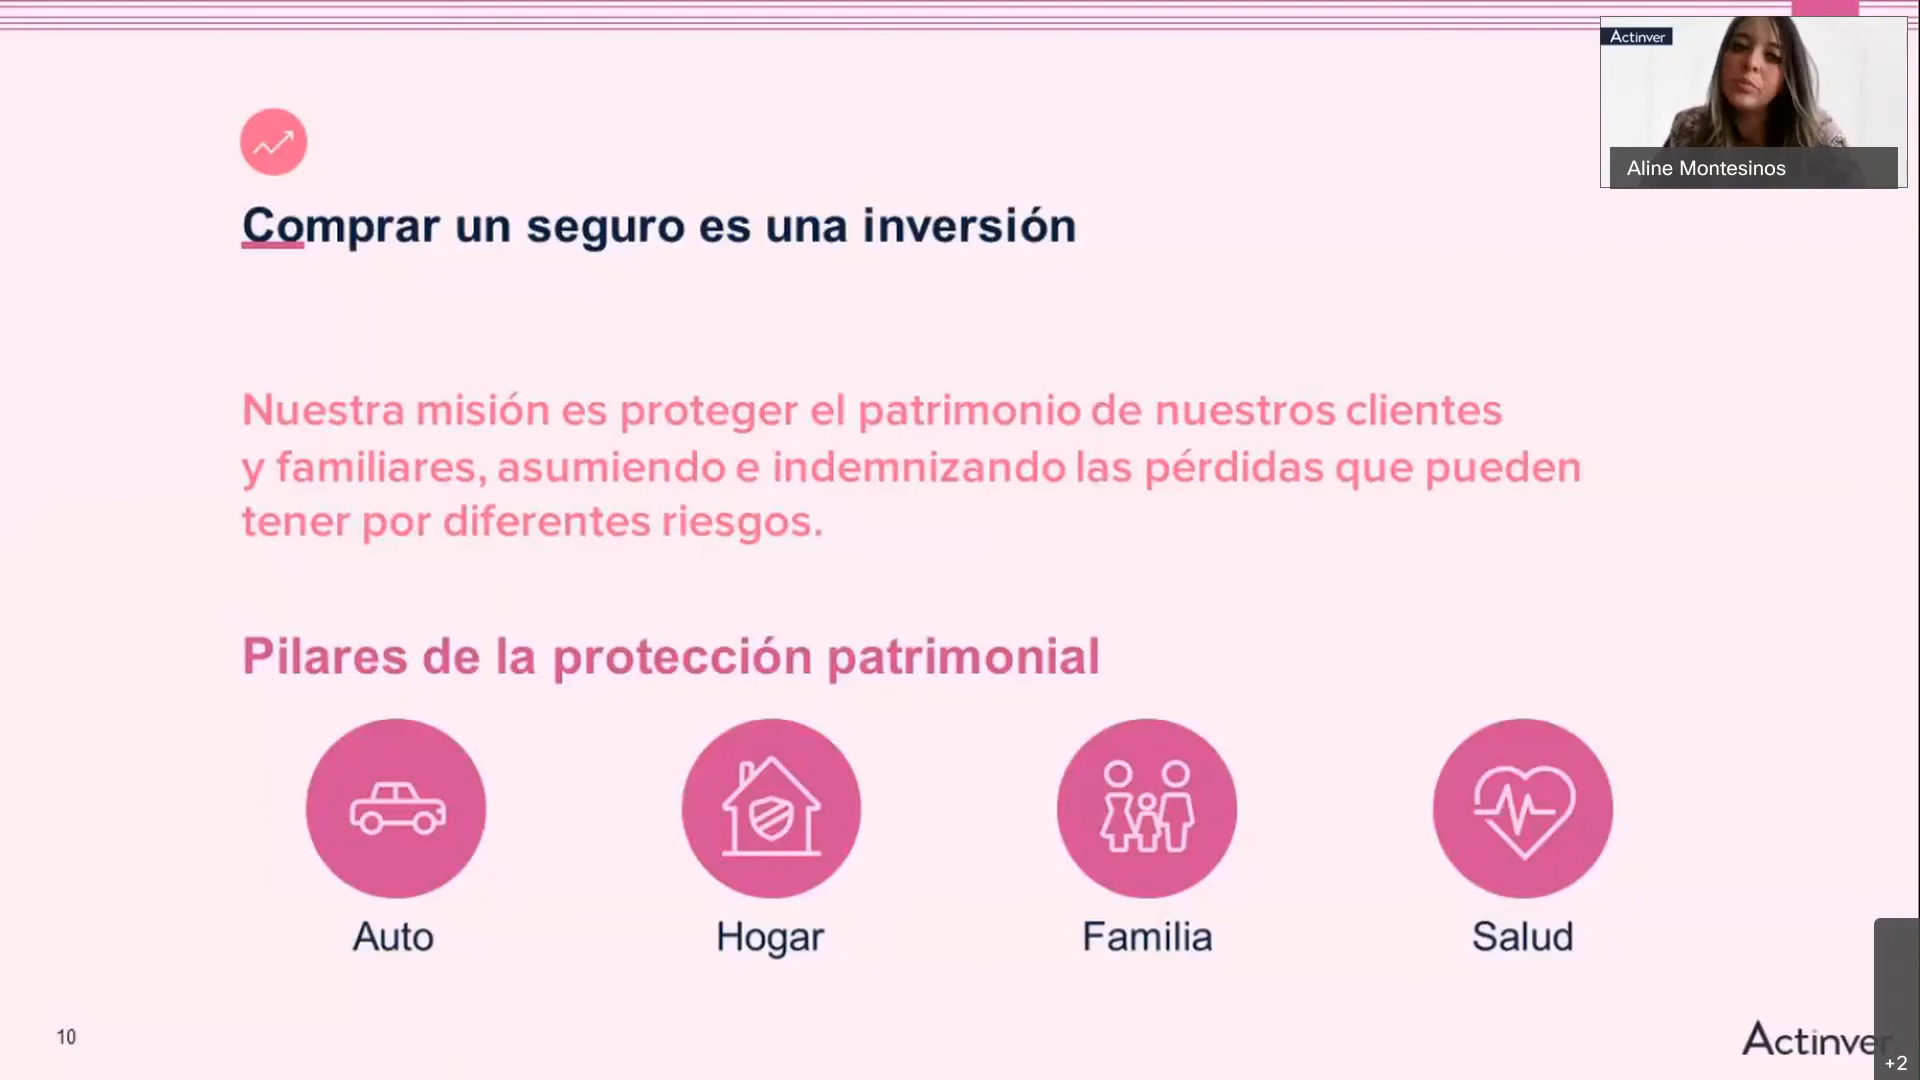 Actinver
Aline Montesinos
Comprar un seguro es una inversión
Nuestra misión es proteger el patrimonio de nuestros clientes
y familiares, asumiendo e indemnizando las pérdidas que pueden
tener por diferentes riesgos.
Pilares de la protección patrimonial
Auto
Hogar
Familia
Salud
10
Actinver
+2